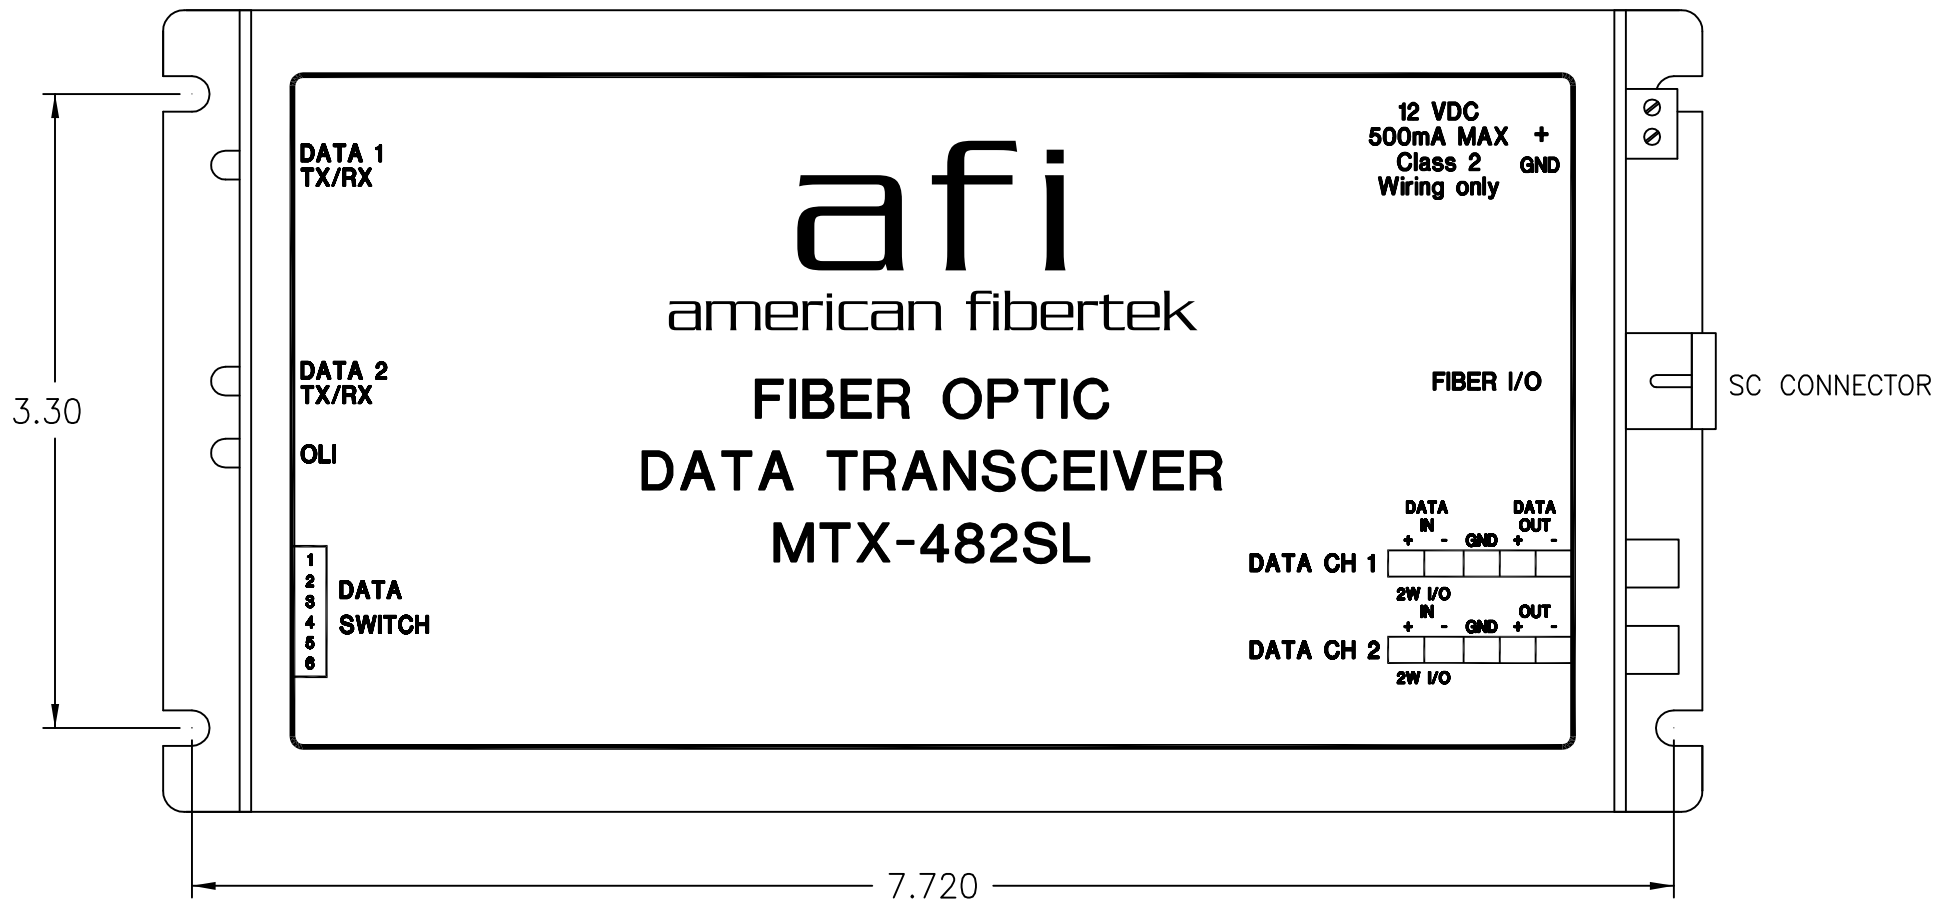 12 VDC
500mA MAX +
Class 2 GND
Wiring only
DATA 1
TX/RX
afi
american fibertek
DATA 2
TX/RX
FIBER I/O
SC CONNECTOR
3.30
FIBER OPTIC
OLI
DATA TRANSCEIVER
MTX-482SL
DATA DATA
IN OUT
+ - GND + -
DATA CH 1
2W I/O
IN OUT
+ - GND + -
DATA CH 2
2W I/O
1
2
3
4
5
6
DATA
SWITCH
7.720